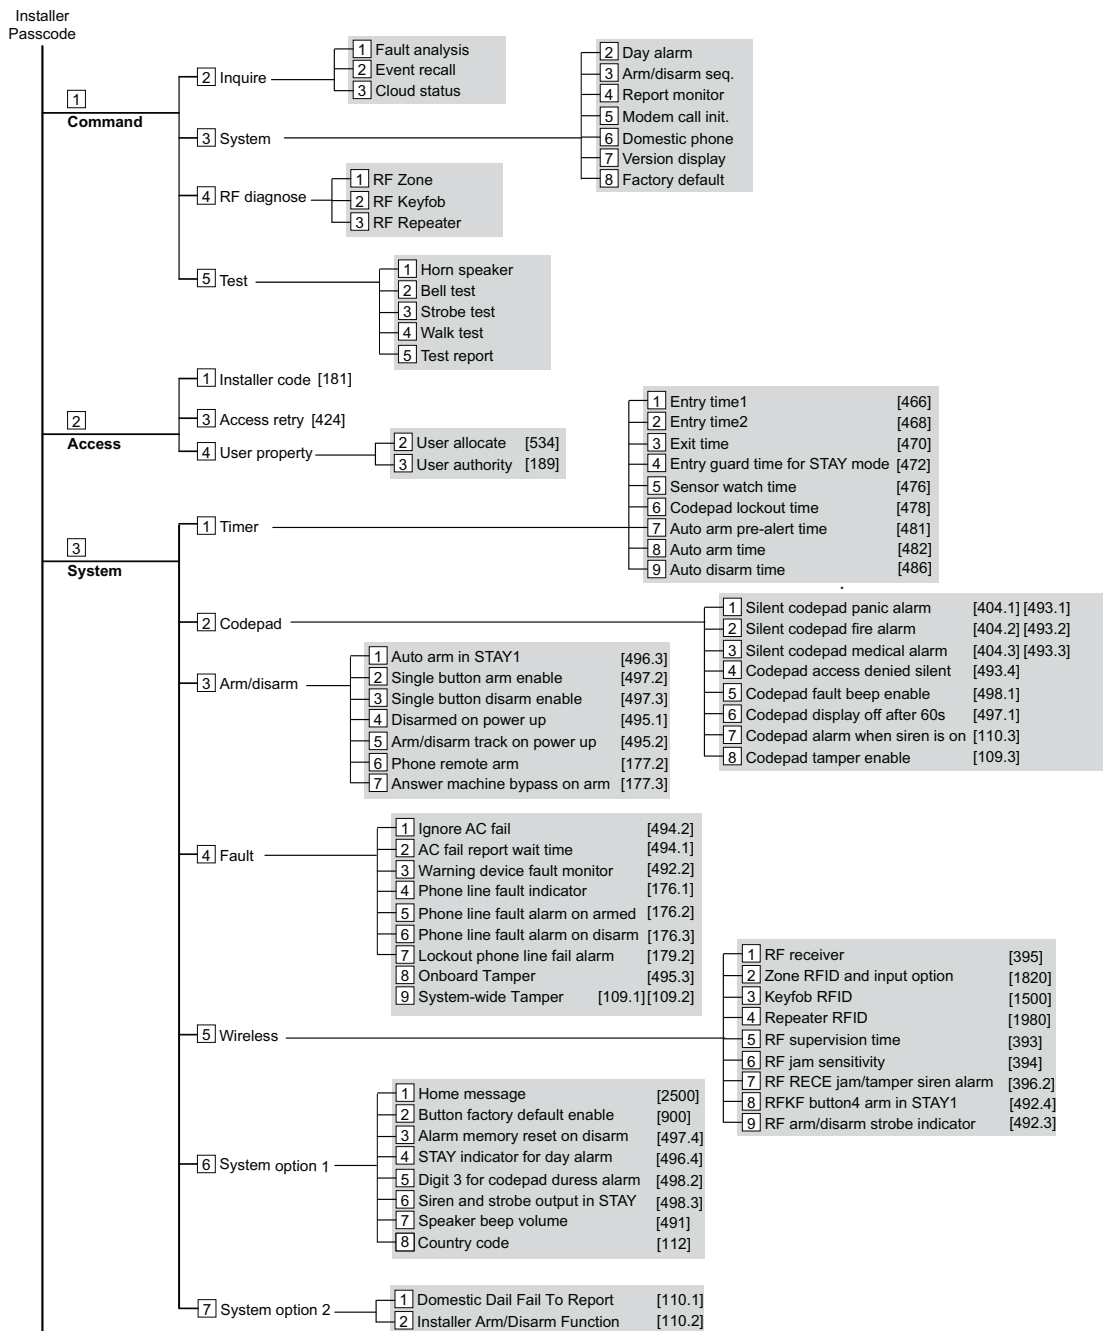 Installer
Passcode
1
Command
2 Inquire
1 Fault analysis
2 Event recall
3 Cloud status
3 System
2 Day alarm
3 Arm/disarm seq.
4 Report monitor
5 Modem call init.
6 Domestic phone
7 Version display
8 Factory default
4 RF diagnose
1 RF Zone
2 RF Keyfob
3 RF Repeater
5 Test
1 Horn speaker
2 Bell test
3 Strobe test
4 Walk test
5 Test report
2
Access
1 Installer code [181]
3 Access retry [424]
4 User property
2 User allocate [534]
3 User authority [189]
3
System
1 Timer
1 Entry time1 [466]
2 Entry time2 [468]
3 Exit time [470]
4 Entry guard time for STAY mode [472]
5 Sensor watch time [476]
6 Codepad lockout time [478]
7 Auto arm pre-alert time [481]
8 Auto arm time [482]
9 Auto disarm time [486]
2 Codepad
1 Silent codepad panic alarm [404.1] [493.1]
2 Silent codepad fire alarm [404.2] [493.2]
3 Silent codepad medical alarm [404.3] [493.3]
4 Codepad access denied silent [493.4]
5 Codepad fault beep enable [498.1]
6 Codepad display off after 60s [497.1]
7 Codepad alarm when siren is on [110.3]
8 Codepad tamper enable [109.3]
3 Arm/disarm
1 Auto arm in STAY1 [496.3]
2 Single button arm enable [497.2]
3 Single button disarm enable [497.3]
4 Disarmed on power up [495.1]
5 Arm/disarm track on power up [495.2]
6 Phone remote arm [177.2]
7 Answer machine bypass on arm [177.3]
4 Fault
1 Ignore AC fail [494.2]
2 AC fail report wait time [494.1]
3 Warning device fault monitor [492.2]
4 Phone line fault indicator [176.1]
5 Phone line fault alarm on armed [176.2]
6 Phone line fault alarm on disarm [176.3]
7 Lockout phone line fail alarm [179.2]
8 Onboard Tamper [495.3]
9 System-wide Tamper [109.1][109.2]
5 Wireless
1 RF receiver [395]
2 Zone RFID and input option [1820]
3 Keyfob RFID [1500]
4 Repeater RFID [1980]
5 RF supervision time [393]
6 RF jam sensitivity [394]
7 RF RECE jam/tamper siren alarm [396.2]
8 RFKF button4 arm in STAY1 [492.4]
9 RF arm/disarm strobe indicator [492.3]
6 System option 1
1 Home message [2500]
2 Button factory default enable [900]
3 Alarm memory reset on disarm [497.4]
4 STAY indicator for day alarm [496.4]
5 Digit 3 for codepad duress alarm [498.2]
6 Siren and strobe output in STAY [498.3]
7 Speaker beep volume [491]
8 Country code [112]
7 System option 2
1 Domestic Dail Fail To Report [110.1]
2 Installer Arm/Disarm Function [110.2]